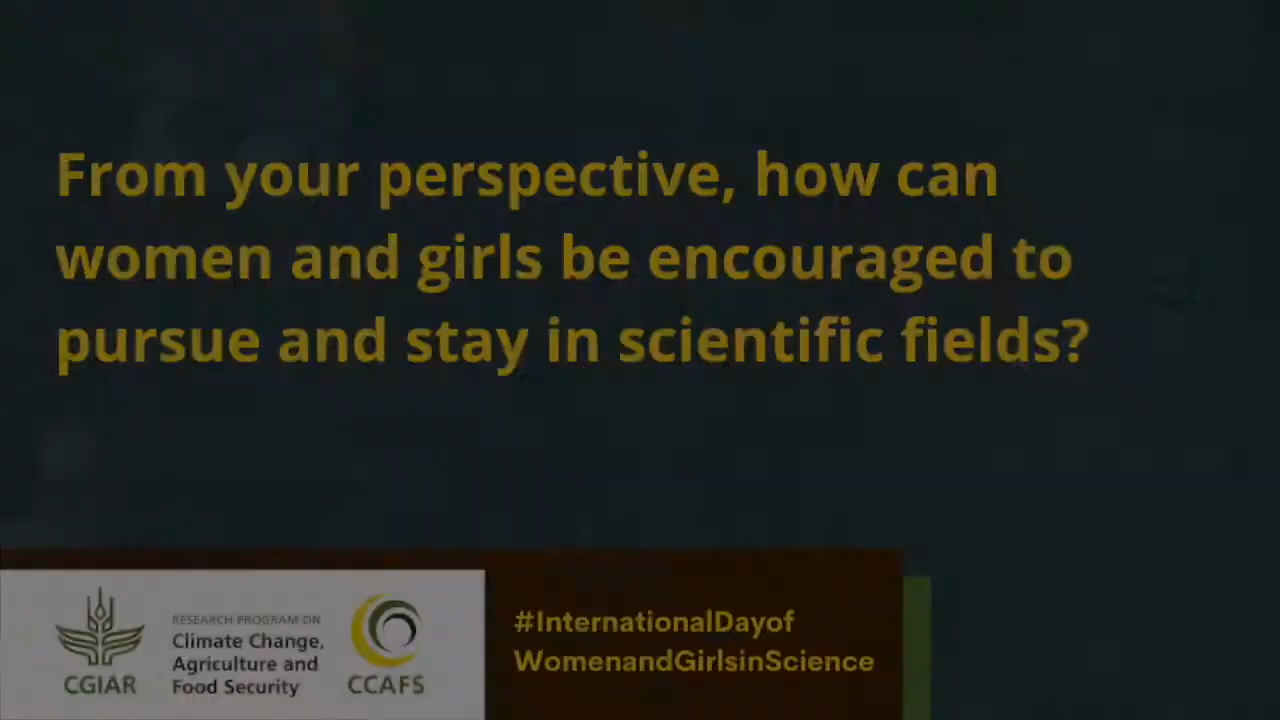 From your perspective, how can
women and girls be encouraged to
pursue and stay in scientific fields?
CGIAR
RESEARCH PROGRAM ON
Climate Change,
Agriculture and
Food Security
CCAFS
#InternationalDayof
WomenandGirlsinScience